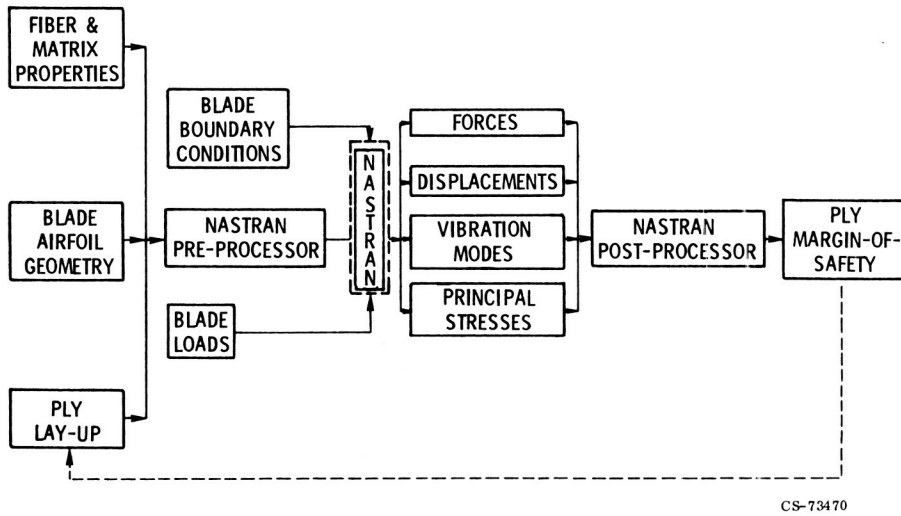 FIBER &
MATRIX
PROPERTIES
BLADE
BOUNDARY
CONDITIONS
BLADE
AIRFOIL
GEOMETRY
NASTRAN
PRE-PROCESSOR
BLADE
LOADS
PLY
LAY-UP
NASTRAN
FORCES
DISPLACEMENTS
VIBRATION
MODES
PRINCIPAL
STRESSES
NASTRAN
POST-PROCESSOR
PLY
MARGIN-OF-
SAFETY
CS-73470